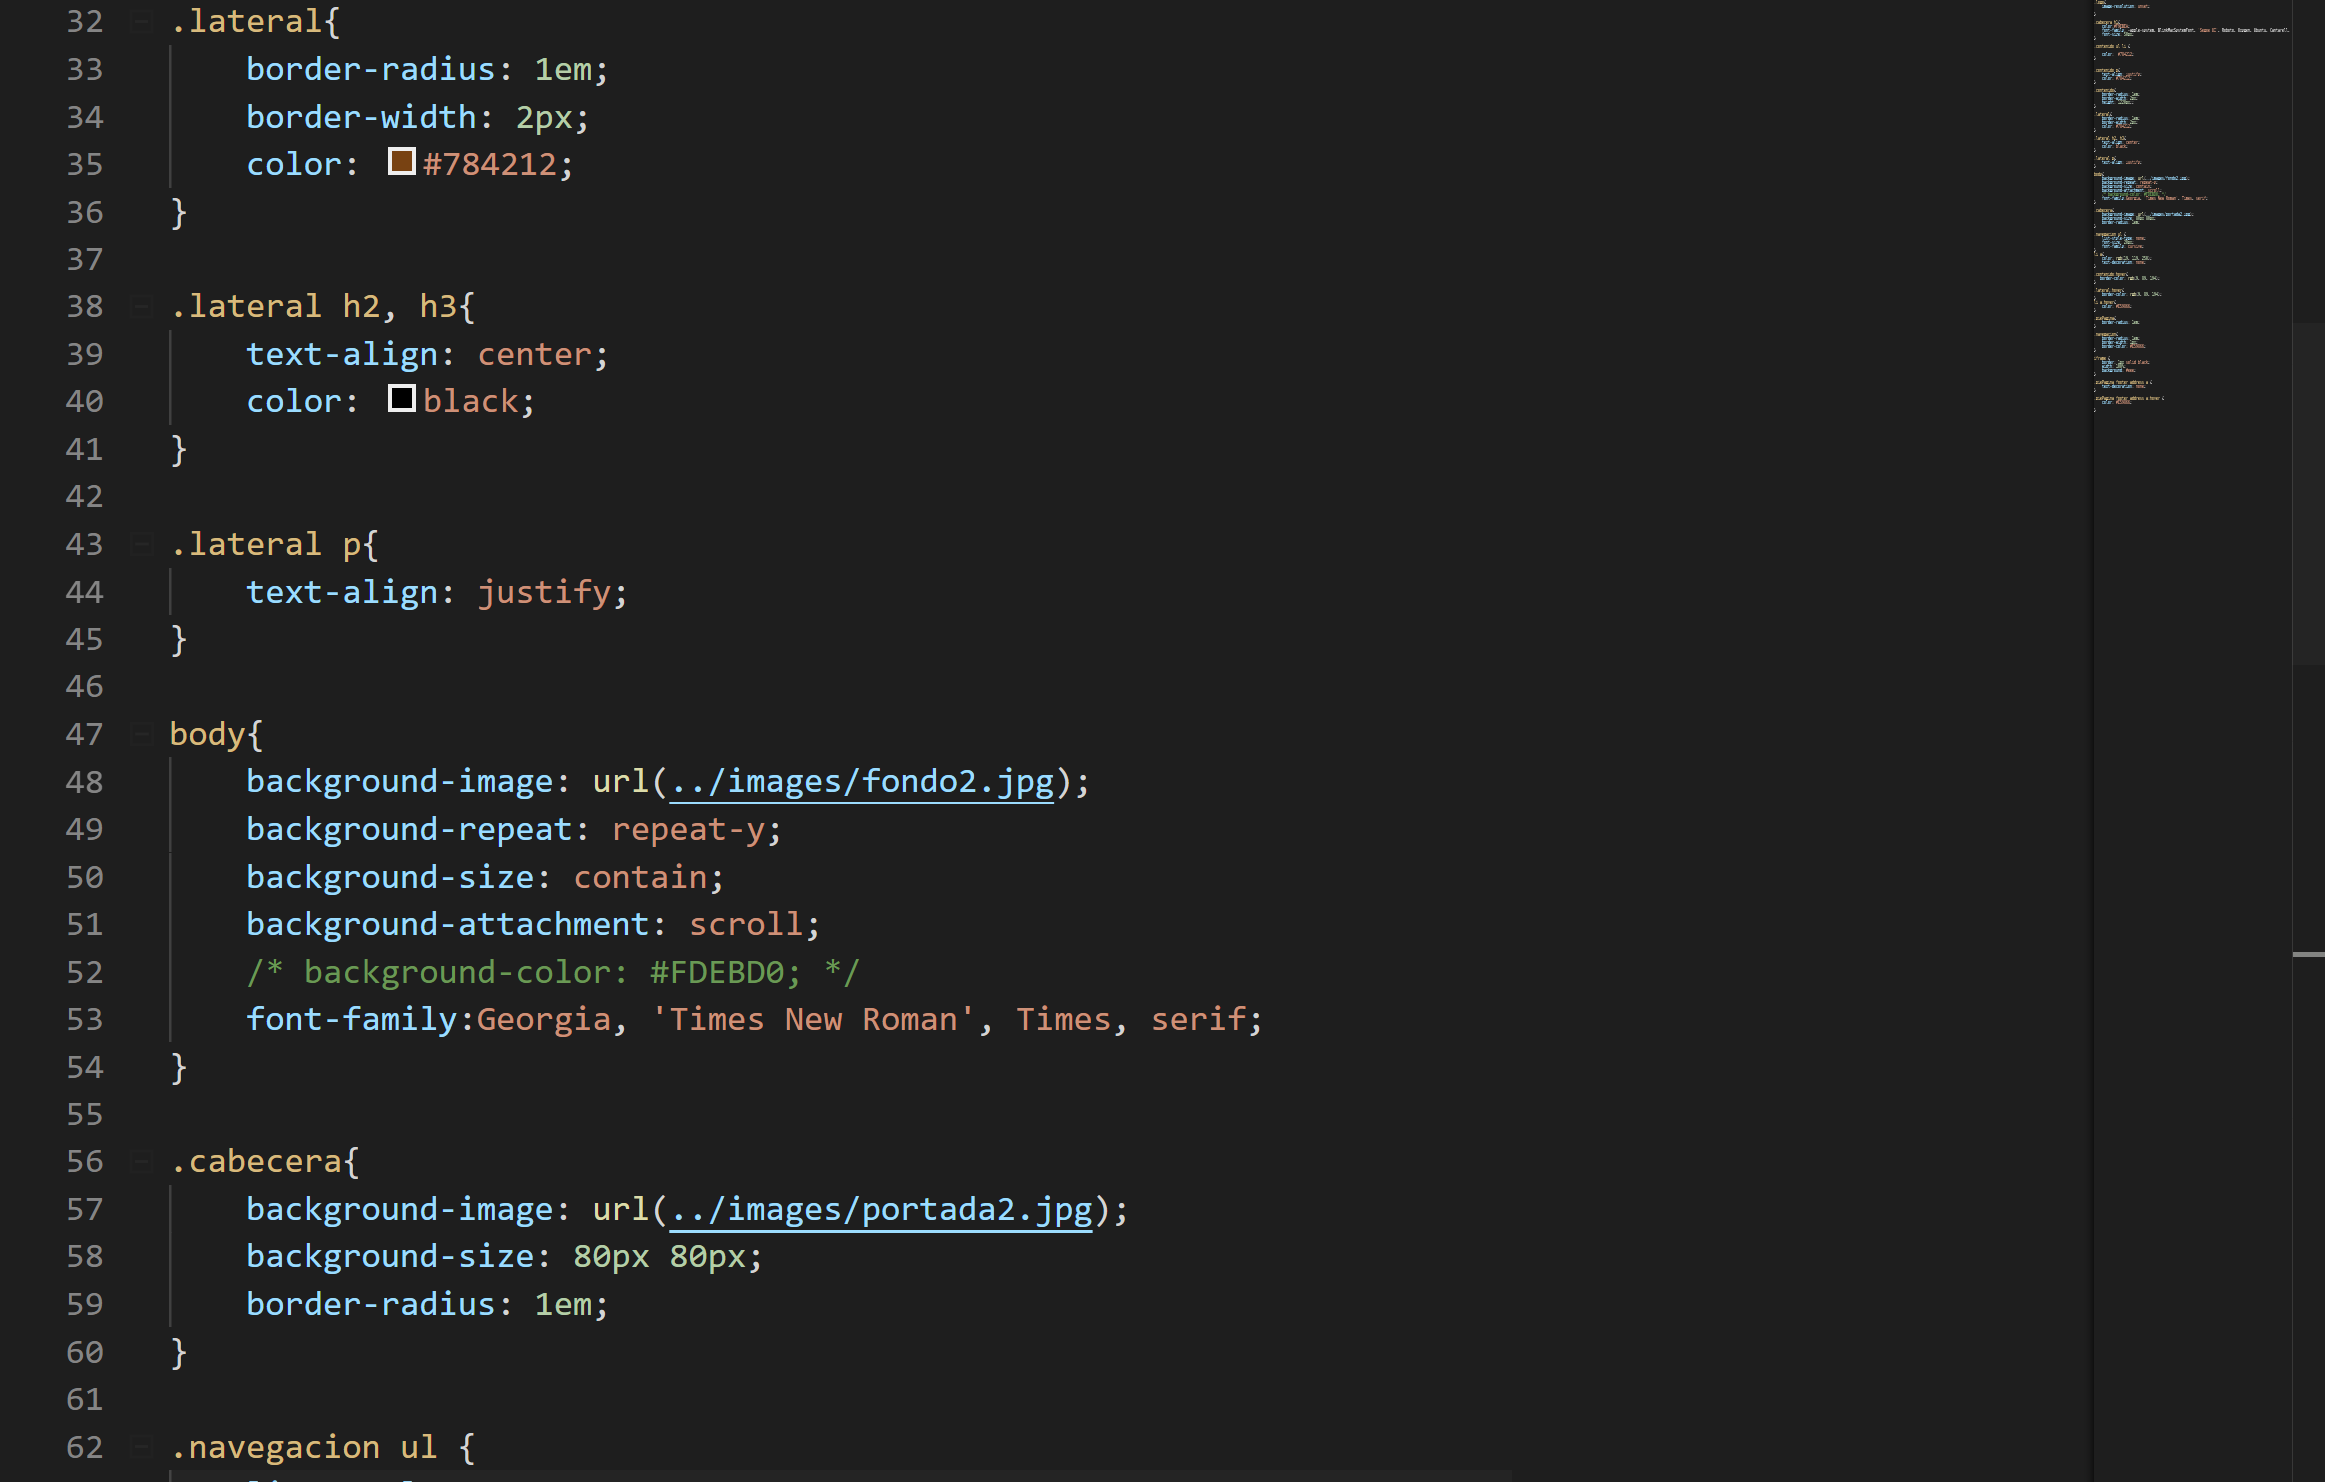 32 .lateral{
33 border-radius: 1em;
34 border-width: 2px;
35 color: #784212;
36 }
37
38 .lateral h2, h3{
39 text-align: center;
40 color: black;
41 }
42
43 .lateral p{
44 text-align: justify;
45 }
46
47 body{
48 background-image: url(../images/fondo2.jpg);
49 background-repeat: repeat-y;
50 background-size: contain;
51 background-attachment: scroll;
52 /* background-color: #FDEBD0; */
53 font-family:Georgia, 'Times New Roman', Times, serif;
54 }
55
56 .cabecera{
57 background-image: url(../images/portada2.jpg);
58 background-size: 80px 80px;
59 border-radius: 1em;
60 }
61
62 .navegacion ul {